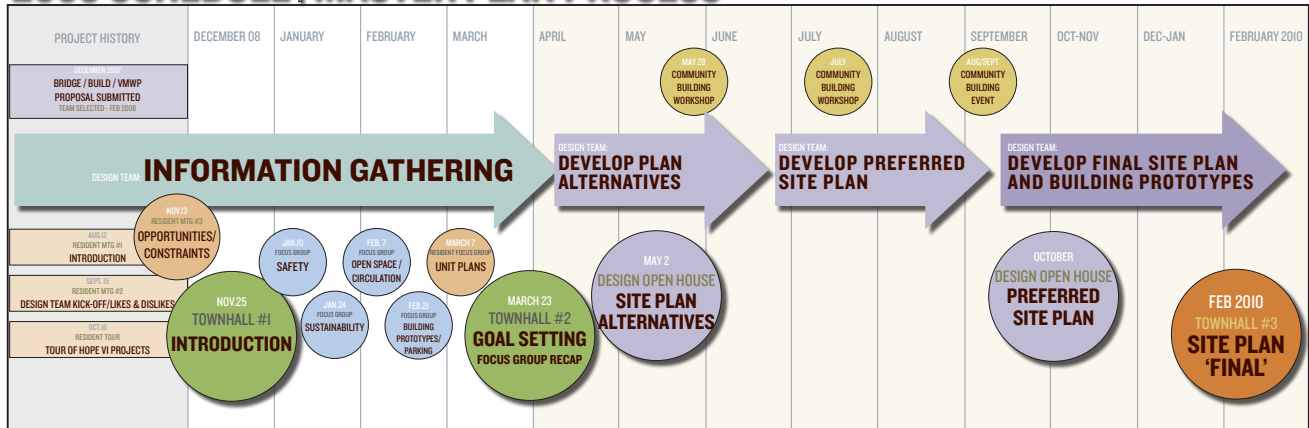 2009 SCHEDULE / MASTER PLAN PROCESS
PROJECT HISTORY
DECEMBER 08
JANUARY
FEBRUARY
MARCH
APRIL
MAY
JUNE
JULY
AUGUST
SEPTEMBER
OCT-NOV
DEC-JAN
FEBRUARY 2010
DECEMBER 2007
BRIDGE / BUILD / VMWP
PROPOSAL SUBMITTED
TEAM SELECTED - FEB 2008
MAY 28
COMMUNITY
BUILDING
WORKSHOP
JULY
COMMUNITY
BUILDING
WORKSHOP
AUG/SEPT
COMMUNITY
BUILDING
EVENT
DESIGN TEAM: INFORMATION GATHERING
DESIGN TEAM:
DEVELOP PLAN
ALTERNATIVES
DESIGN TEAM:
DEVELOP PREFERRED
SITE PLAN
DESIGN TEAM:
DEVELOP FINAL SITE PLAN
AND BUILDING PROTOTYPES
AUG.12
RESIDENT MTG #1
INTRODUCTION
SEPT. 15
RESIDENT MTG #2
DESIGN TEAM KICK-OFF/LIKES & DISLIKES
OCT.18
RESIDENT TOUR
TOUR OF HOPE VI PROJECTS
NOV.13
RESIDENT MTG #3
OPPORTUNITIES/
CONSTRAINTS
NOV.25
TOWNHALL #1
INTRODUCTION
JAN.10
FOCUS GROUP
SAFETY
JAN.24
FOCUS GROUP
SUSTAINABILITY
FEB. 7
FOCUS GROUP
OPEN SPACE /
CIRCULATION
FEB.21
FOCUS GROUP
BUILDING
PROTOTYPES/
PARKING
MARCH 7
RESIDENT FOCUS GROUP
UNIT PLANS
MARCH 23
TOWNHALL #2
GOAL SETTING
FOCUS GROUP RECAP
MAY 2
DESIGN OPEN HOUSE
SITE PLAN
ALTERNATIVES
OCTOBER
DESIGN OPEN HOUSE
PREFERRED
SITE PLAN
FEB 2010
TOWNHALL #3
SITE PLAN
'FINAL'